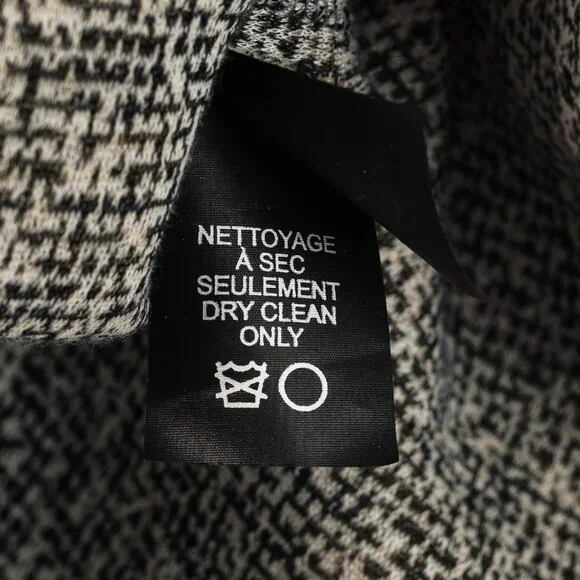 NETTOYAGE
À SEC
SEULEMENT
DRY CLEAN
ONLY